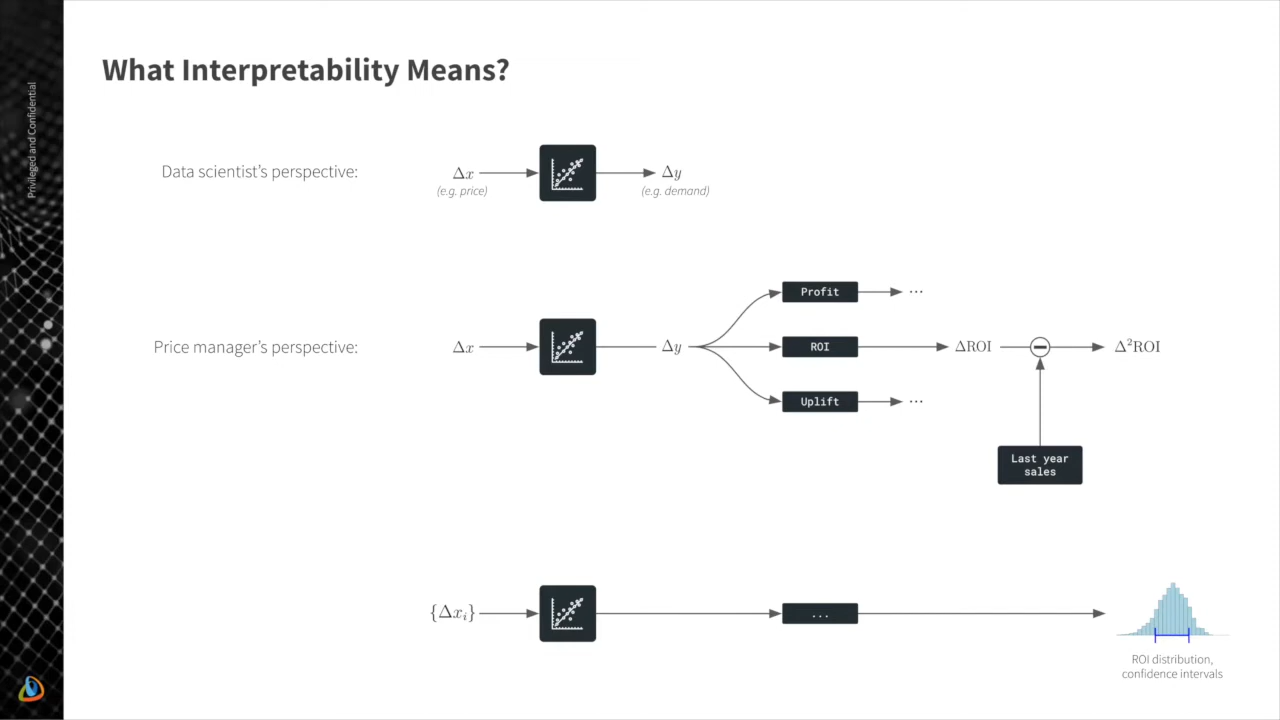 What Interpretability Means?
Privileged and Confidential
Data scientist's perspective:
Δx
(e.g. price)
Δy
(e.g. demand)
Price manager's perspective:
Δx
Δy
Profit
...
ROI
ΔROI
Δ²ROI
Uplift
...
Last year
sales
{Δxᵢ}
...
ROI distribution,
confidence intervals